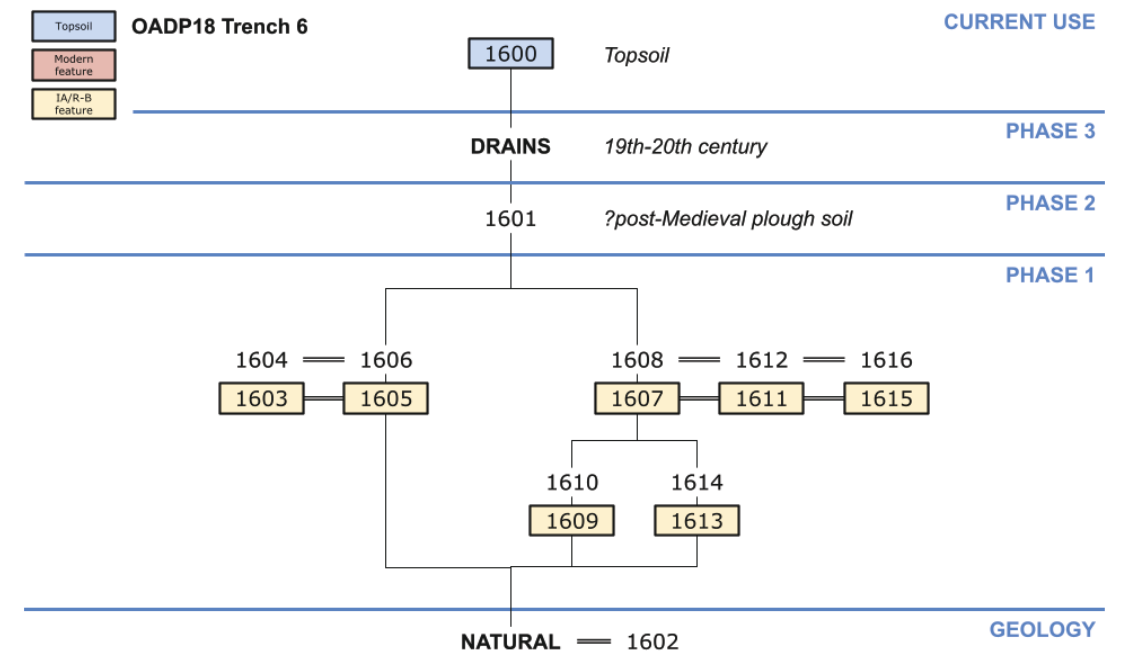 Topsoil
OADP18 Trench 6
CURRENT USE
Modern
feature
IA/R-B
feature
1600 Topsoil
PHASE 3
DRAINS 19th-20th century
PHASE 2
1601 ?post-Medieval plough soil
PHASE 1
1604 1606 1608 1612 1616
1603 1605 1607 1611 1615
1610 1614
1609 1613
GEOLOGY
NATURAL 1602